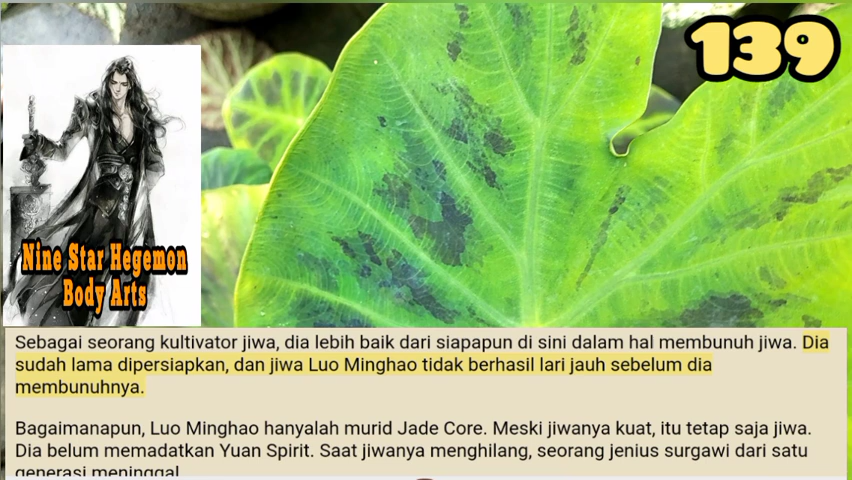 139
Nine Star Hegemon
Body Arts
Sebagai seorang kultivator jiwa, dia lebih baik dari siapapun di sini dalam hal membunuh jiwa. Dia
sudah lama dipersiapkan, dan jiwa Luo Minghao tidak berhasil lari jauh sebelum dia
membunuhnya.
Bagaimanapun, Luo Minghao hanyalah murid Jade Core. Meski jiwanya kuat, itu tetap saja jiwa.
Dia belum memadatkan Yuan Spirit. Saat jiwanya menghilang, seorang jenius surgawi dari satu
generasi meninggal